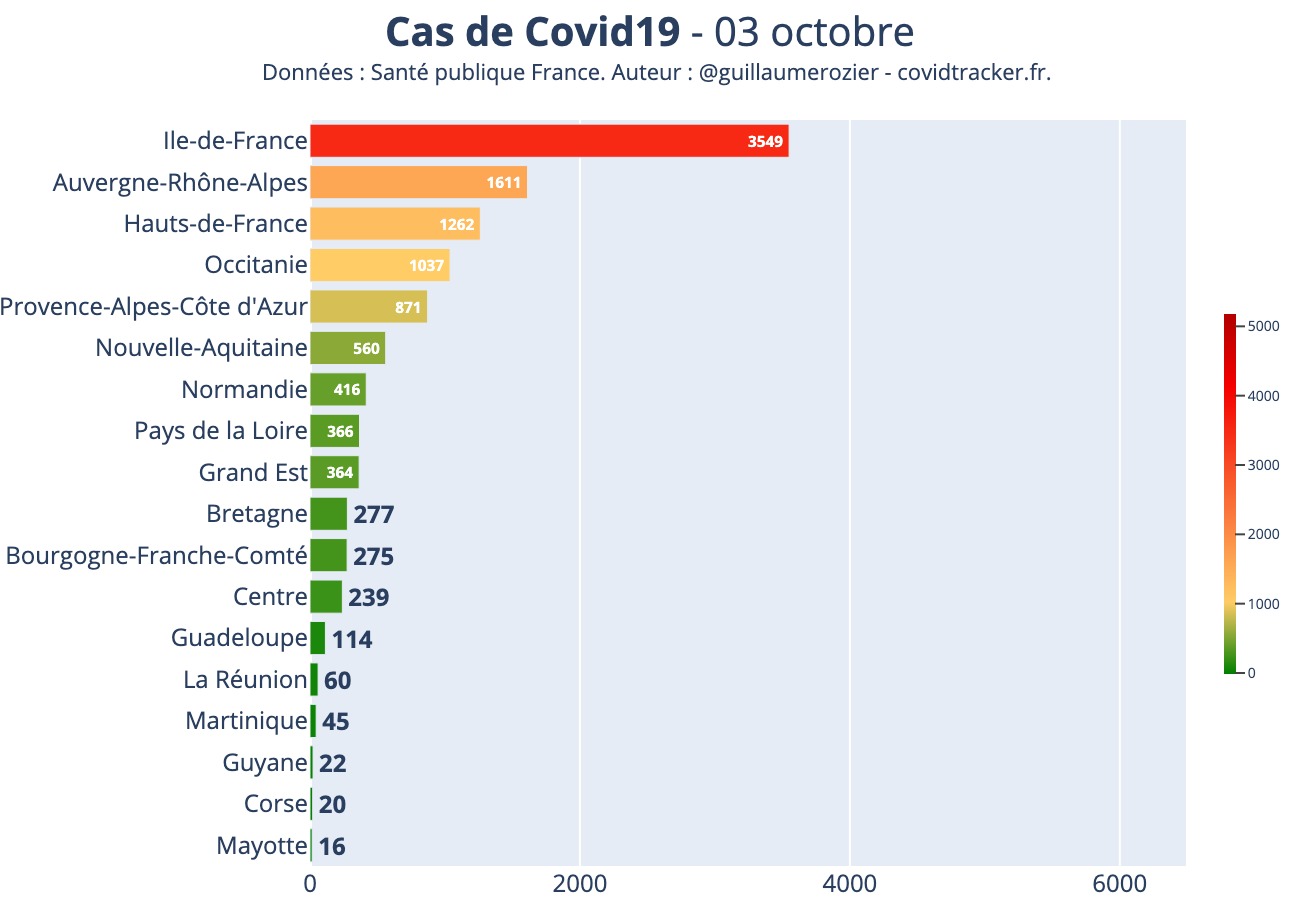 Cas de Covid19 - 03 octobre
Données : Santé publique France. Auteur : @guillaumerozier - covidtracker.fr.
Ile-de-France 3549
Auvergne-Rhône-Alpes 1611
Hauts-de-France 1262
Occitanie 1037
Provence-Alpes-Côte d'Azur 871
Nouvelle-Aquitaine 560
Normandie 416
Pays de la Loire 366
Grand Est 364
Bretagne 277
Bourgogne-Franche-Comté 275
Centre 239
Guadeloupe 114
La Réunion 60
Martinique 45
Guyane 22
Corse 20
Mayotte 16
0 2000 4000 6000
5000
4000
3000
2000
1000
0